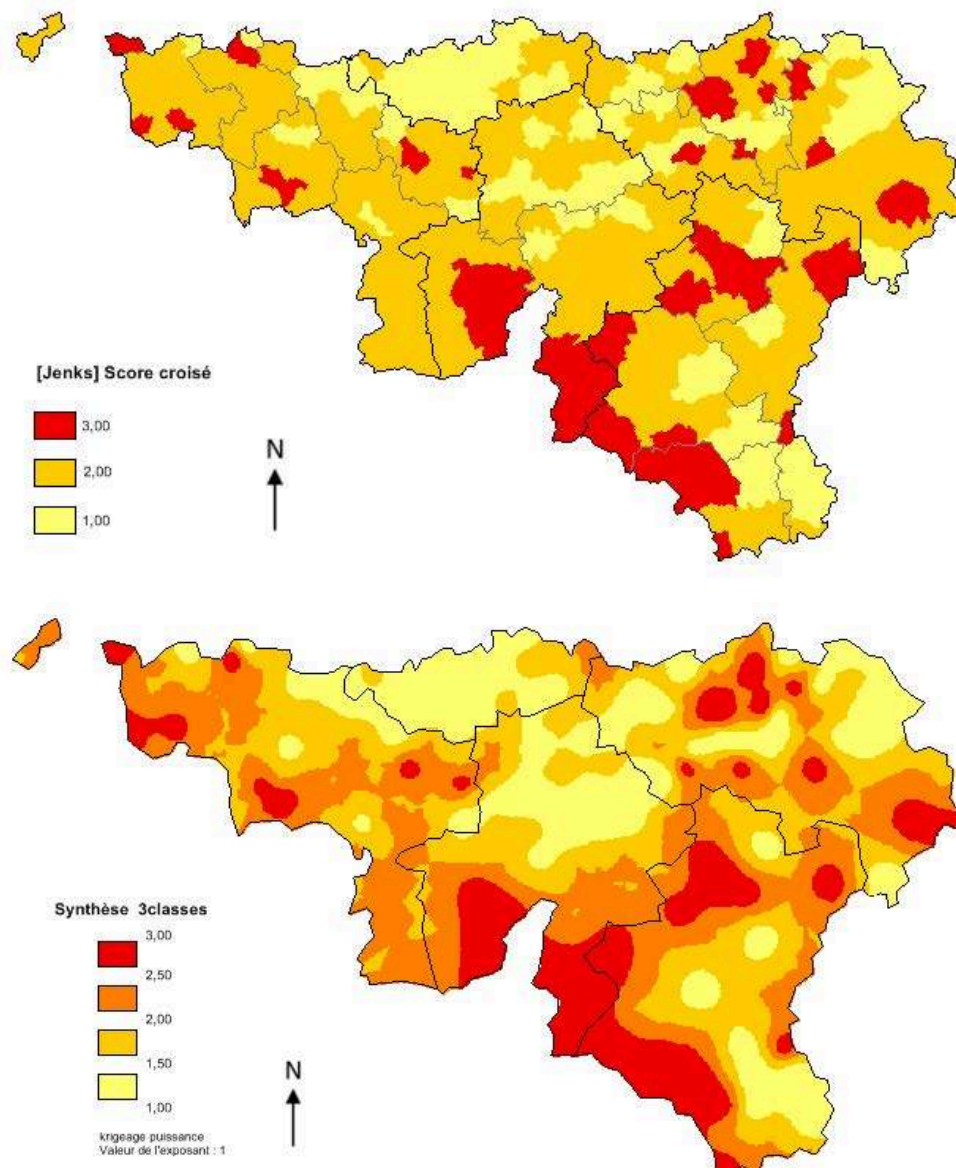 [Jenks] Score croisé
3,00
2,00
1,00
N
Synthèse 3classes
3,00
2,50
2,00
1,50
1,00
krigeage puissance
Valeur de l'exposant : 1
N